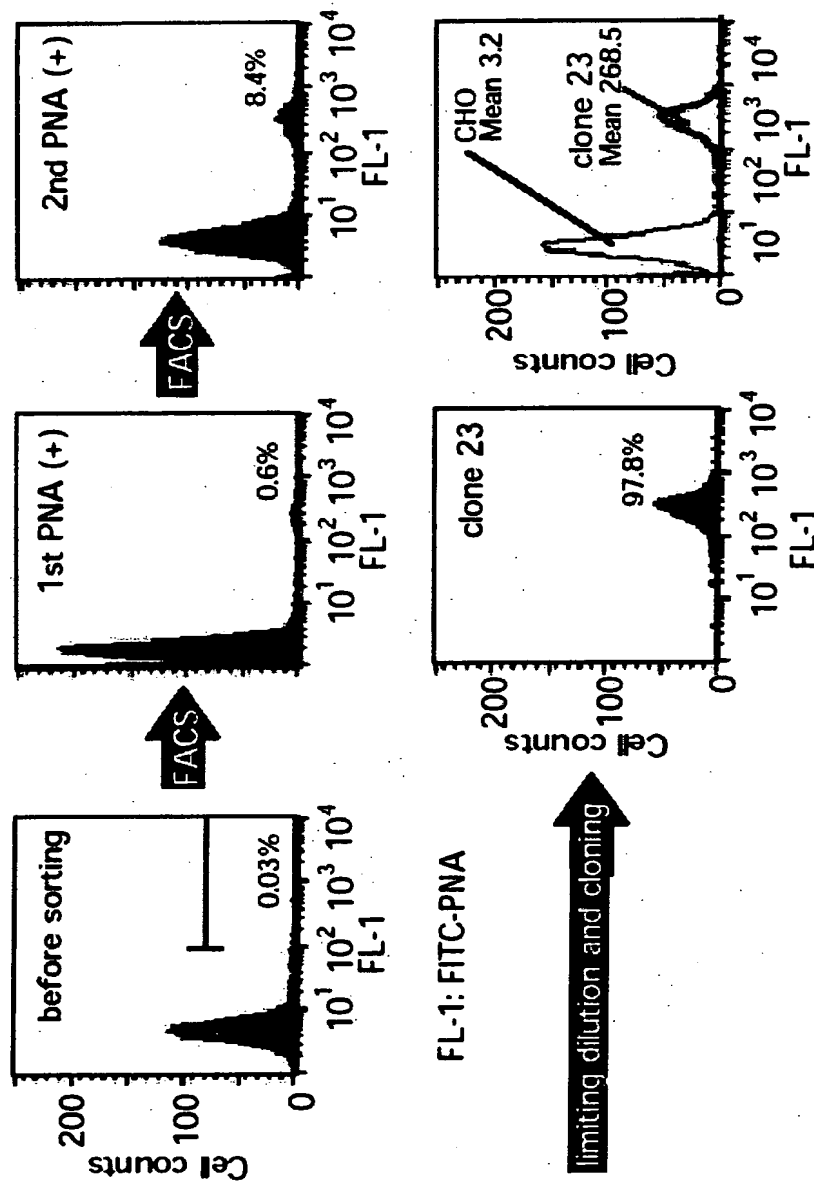 before sorting
0.03%
Cell counts
200
100
0
10¹ 10² 10³ 10⁴
FL-1
FACS
1st PNA (+)
0.6%
10¹ 10² 10³ 10⁴
FL-1
FACS
2nd PNA (+)
8.4%
10¹ 10² 10³ 10⁴
FL-1
FL-1: FITC-PNA
limiting dilution and cloning
clone 23
97.8%
Cell counts
200
100
0
10¹ 10² 10³ 10⁴
FL-1
CHO
Mean 3.2
clone 23
Mean 268.5
Cell counts
200
100
0
10¹ 10² 10³ 10⁴
FL-1